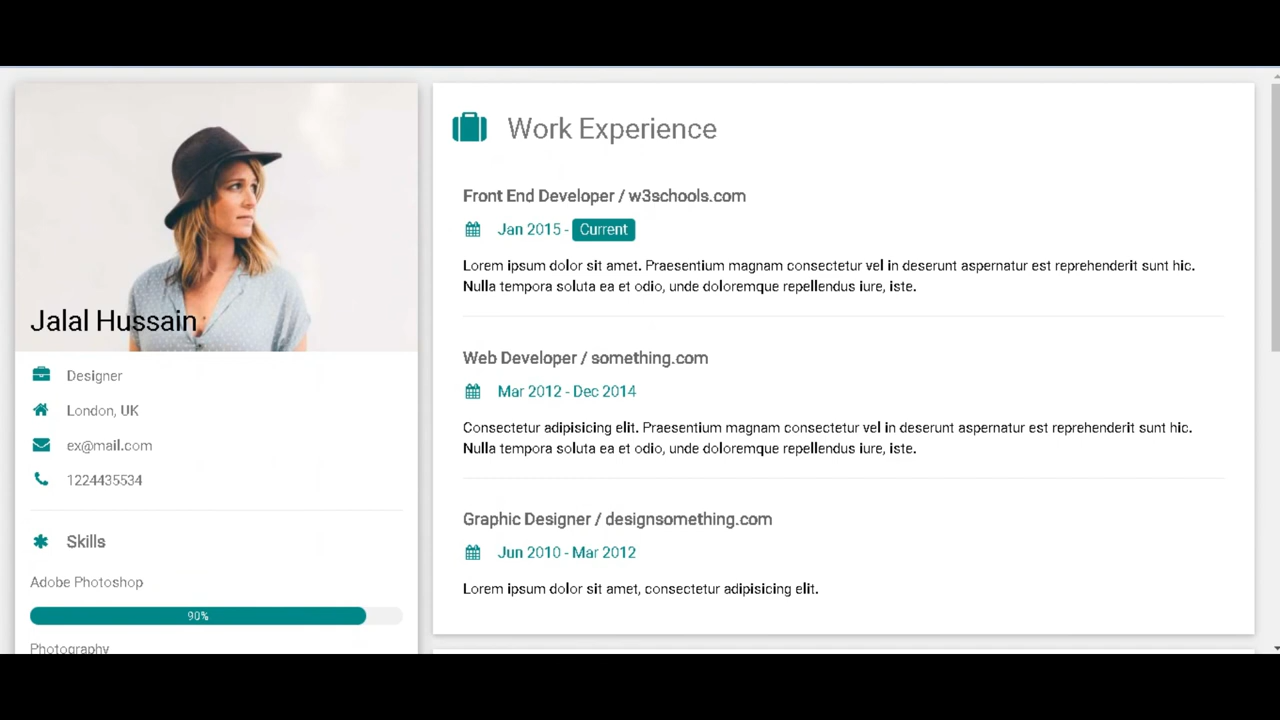 Jalal Hussain
Designer
London, UK
ex@mail.com
1224435534
Skills
Adobe Photoshop
90%
Photography
Work Experience
Front End Developer / w3schools.com
Jan 2015 - Current
Lorem ipsum dolor sit amet. Praesentium magnam consectetur vel in deserunt aspernatur est reprehenderit sunt hic.
Nulla tempora soluta ea et odio, unde doloremque repellendus iure, iste.
Web Developer / something.com
Mar 2012 - Dec 2014
Consectetur adipisicing elit. Praesentium magnam consectetur vel in deserunt aspernatur est reprehenderit sunt hic.
Nulla tempora soluta ea et odio, unde doloremque repellendus iure, iste.
Graphic Designer / designsomething.com
Jun 2010 - Mar 2012
Lorem ipsum dolor sit amet, consectetur adipisicing elit.